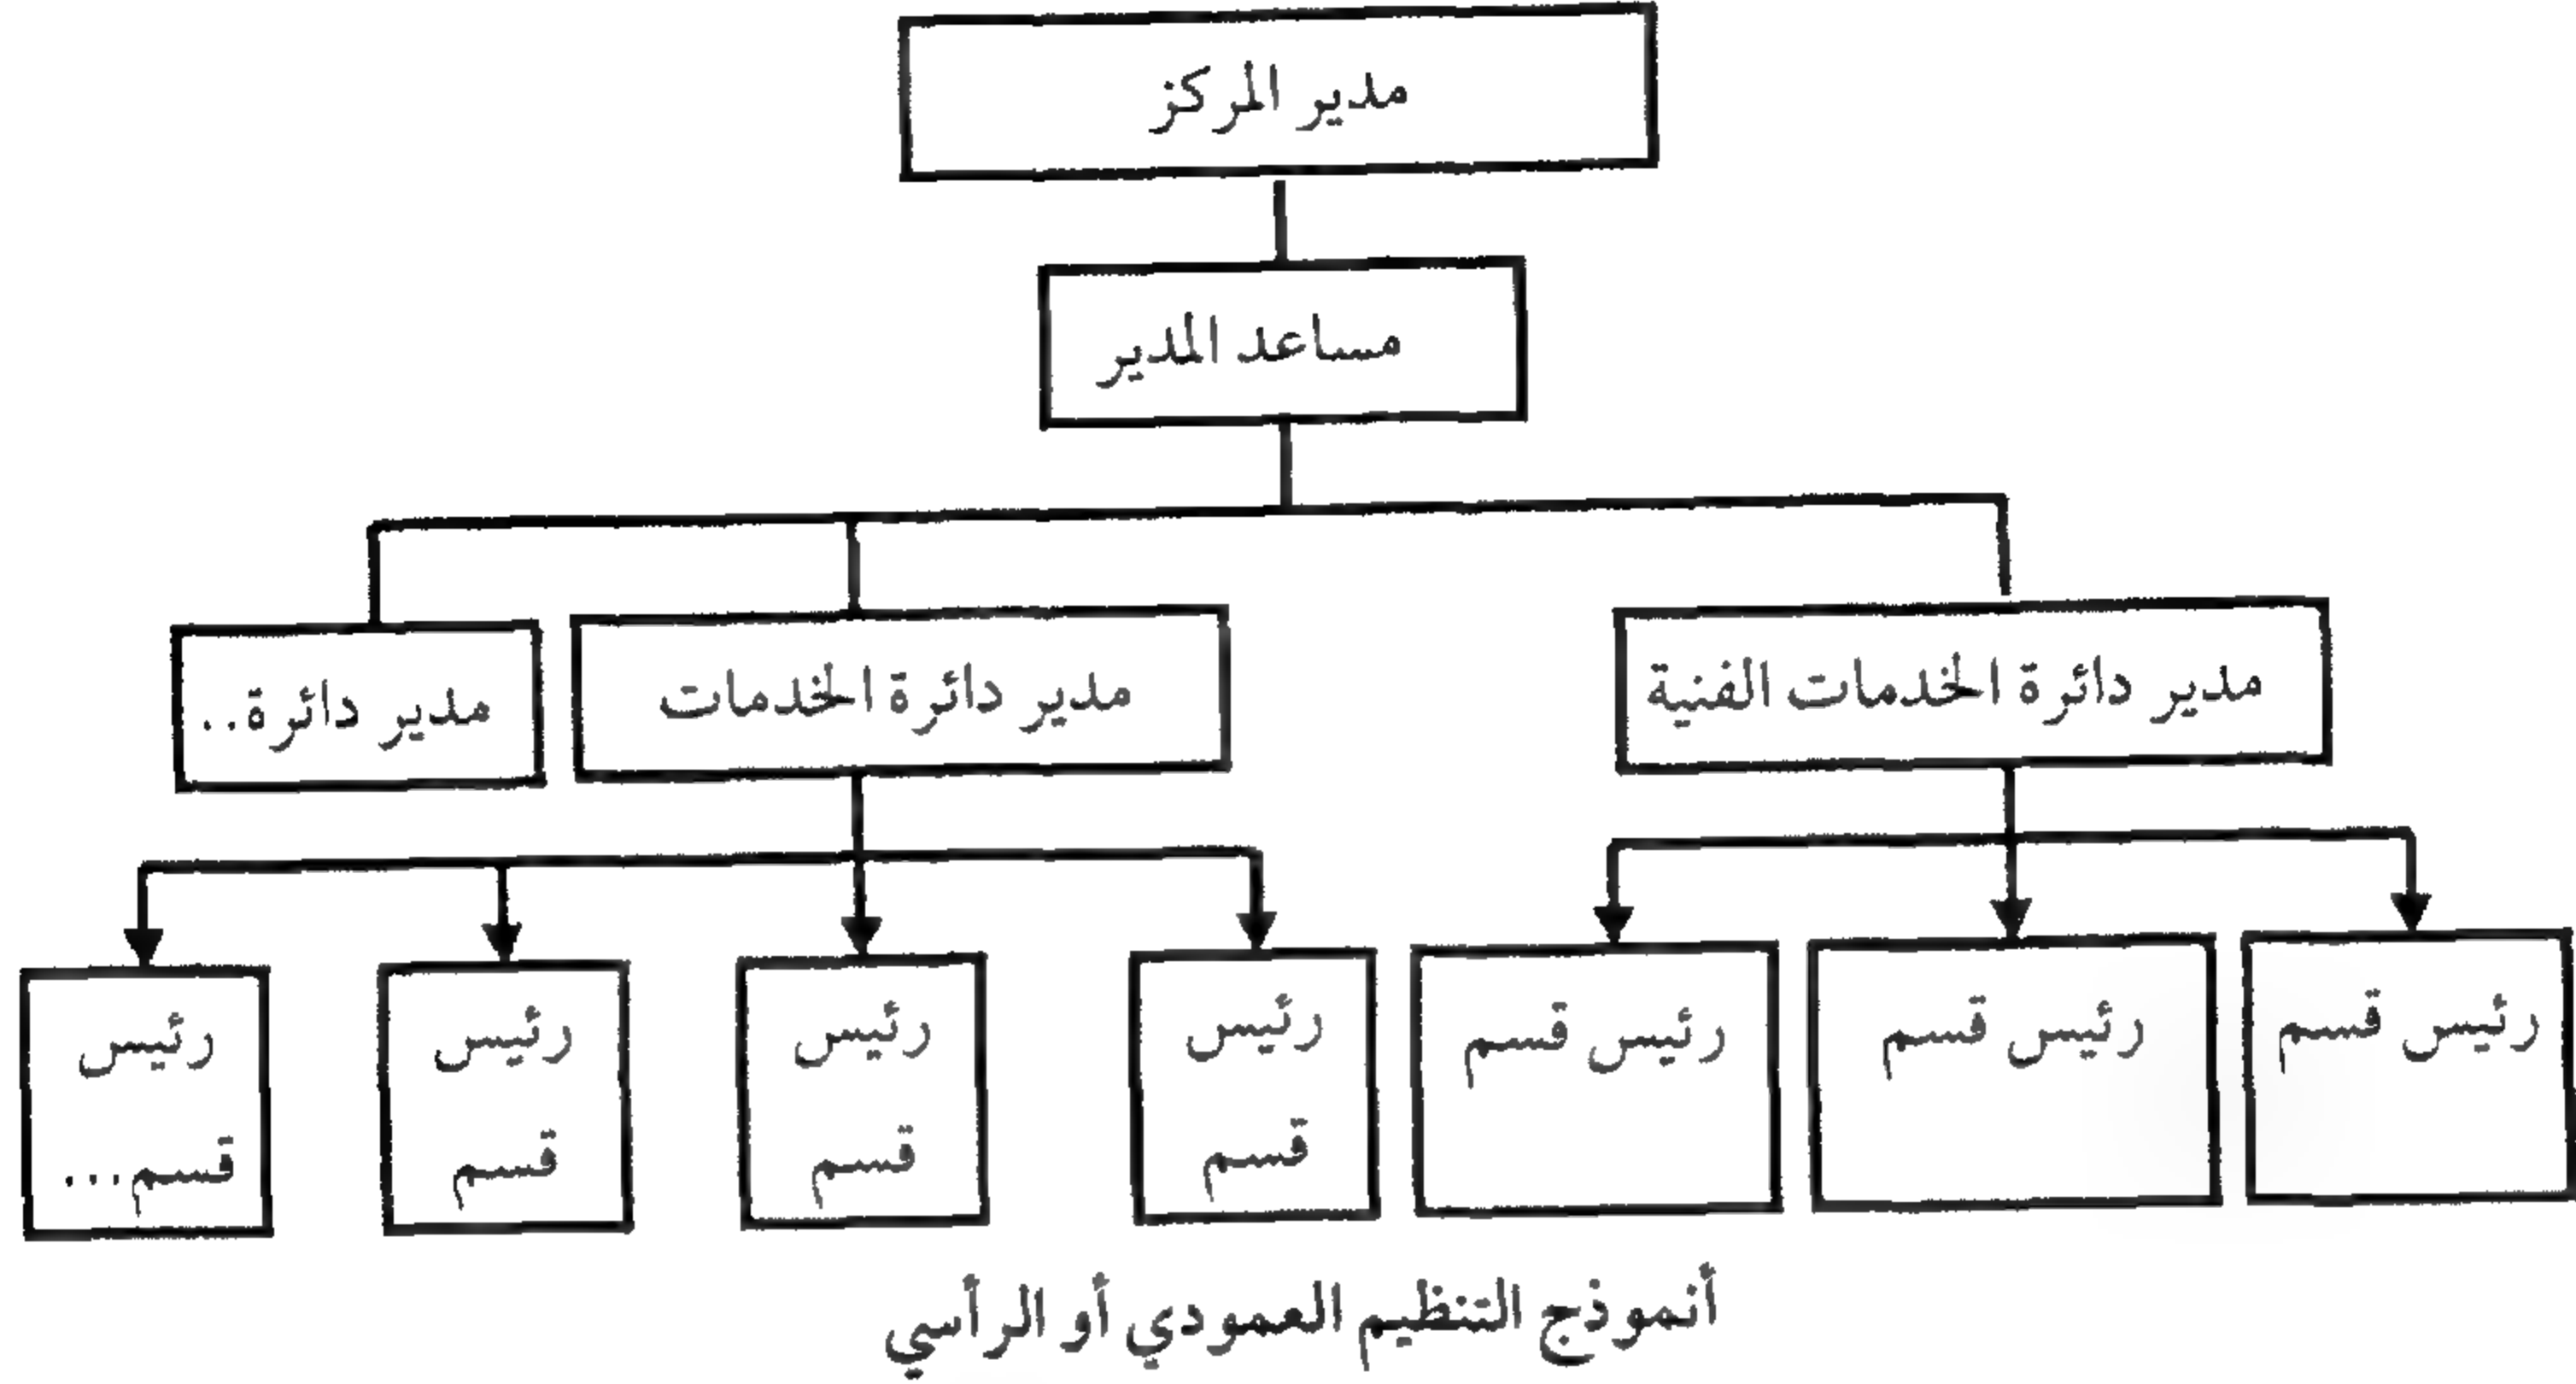 مدير المركز
مساعد المدير
مدير دائرة الخدمات الفنية
مدير دائرة الخدمات
مدير دائرة..
رئيس قسم
رئيس قسم
رئيس قسم
رئيس
قسم
رئيس
قسم
رئيس
قسم
رئيس
قسم...
أنموذج التنظيم العمودي أو الرأسي